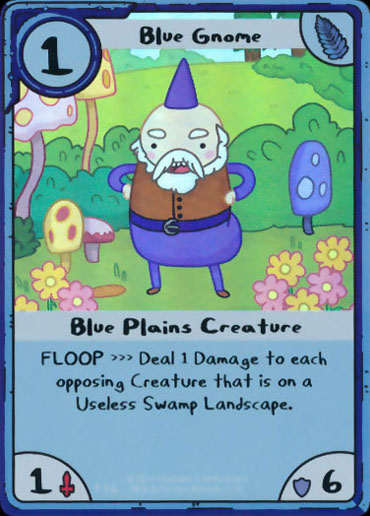 1
Blue Gnome
Blue Plains Creature
FLOOP >>> Deal 1 Damage to each
opposing Creature that is on a
Useless Swamp Landscape.
1
6